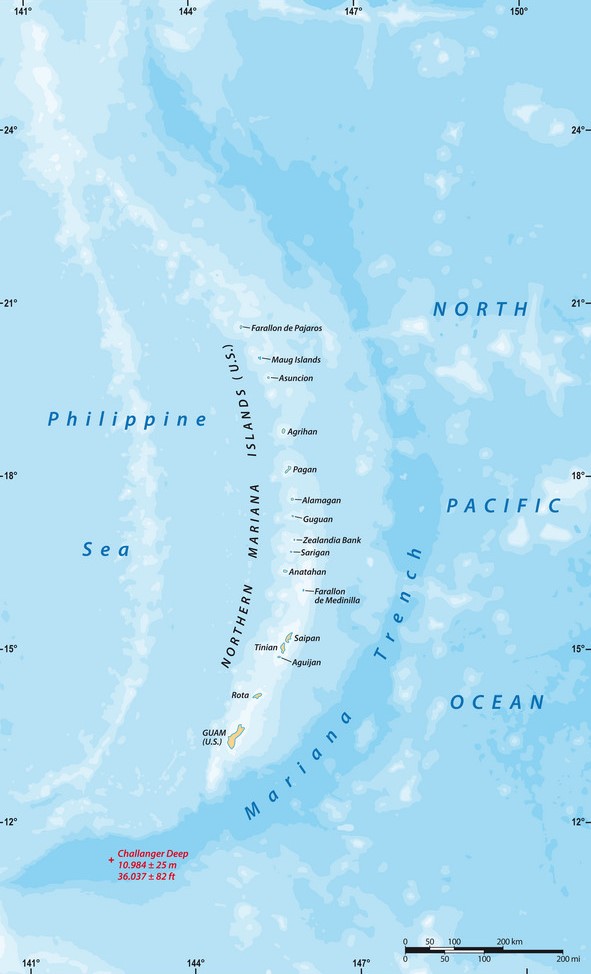 141°
144°
147°
150°
24°
24°
21°
21°
NORTH
Farallon de Pajaros
Maug Islands
Asuncion
Philippine
Agrihan
Pagan
18°
18°
Alamagan
PACIFIC
Guguan
Zealandia Bank
Sea
Sarigan
Anatahan
Farallon
de Medinilla
NORTHERN MARIANA ISLANDS (U.S.)
Saipan
Tinian
15°
15°
Aguijan
Rota
OCEAN
GUAM
(U.S.)
Mariana Trench
12°
12°
Challanger Deep
10.984 ± 25 m
36.037 ± 82 ft
0 50 100 200 km
0 50 100 200 mi
141°
144°
147°